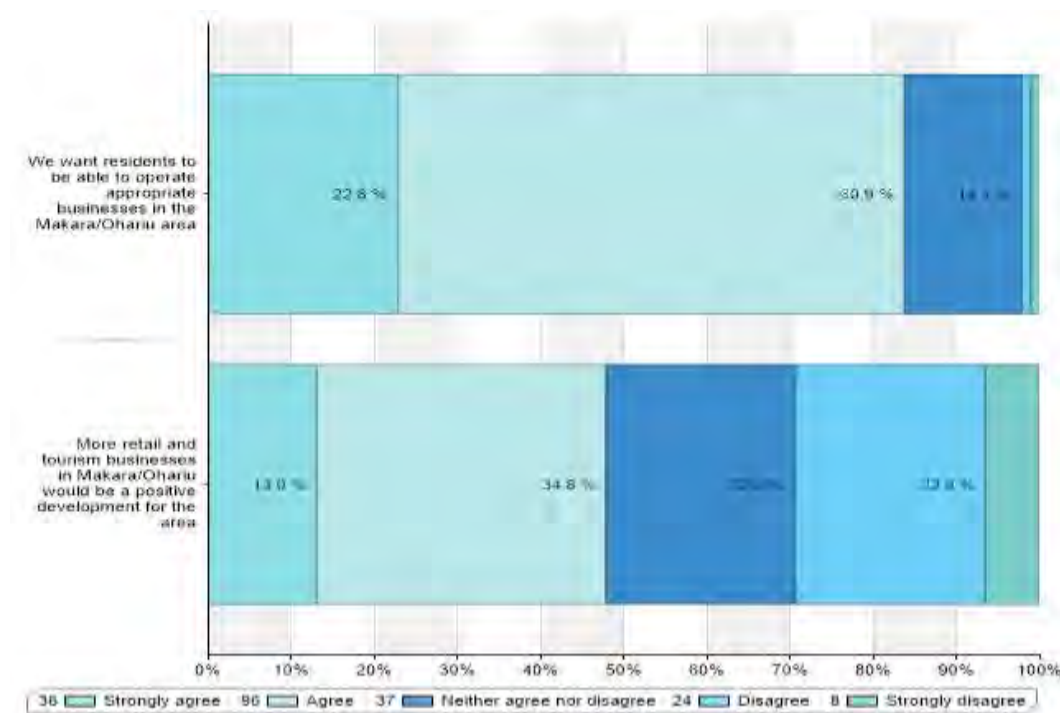 We want residents to
be able to operate
appropriate
businesses in the
Makara/Ohariu area
22.8 %
60.9 %
14.1 %
More retail and
tourism businesses
in Makara/Ohariu
would be a positive
development for the
area
13.0 %
34.8 %
22.8 %
0% 10% 20% 30% 40% 50% 60% 70% 80% 90% 100%
36 Strongly agree 96 Agree 37 Neither agree nor disagree 24 Disagree 8 Strongly disagree